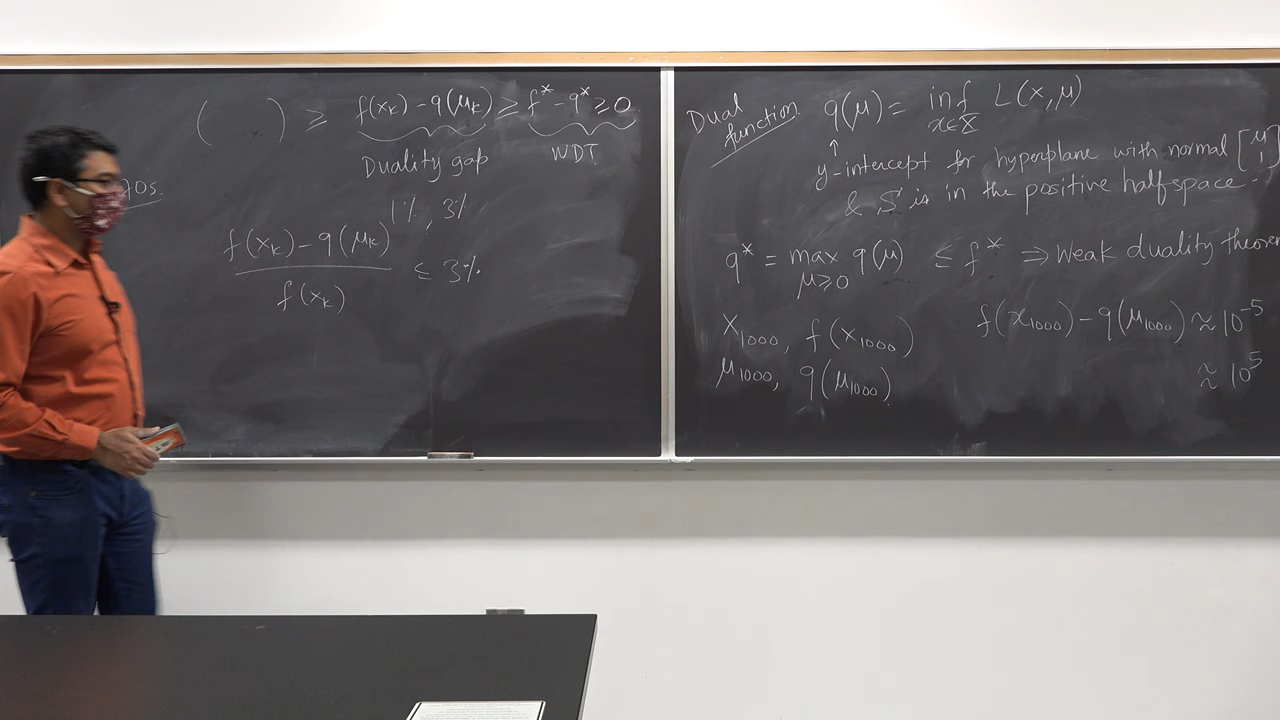 ( ) ≥ f(x_k) - q(μ_k) ≥ f* - q* ≥ 0
Duality gap WDT
1%, 3%
f(x_k) - q(μ_k)
f(x_k)
≤ 3%
Dual function q(μ) = inf L(x,μ)
x∈X
↑
y-intercept for hyperplane with normal [μ 1]
& S is in the positive halfspace.
q* = max q(μ) ≤ f* ⇒ Weak duality theorem
μ≥0
x_1000, f(x_1000) f(x_1000) - q(μ_1000) ≈ 10^-5
μ_1000, q(μ_1000) ≈ 10^5